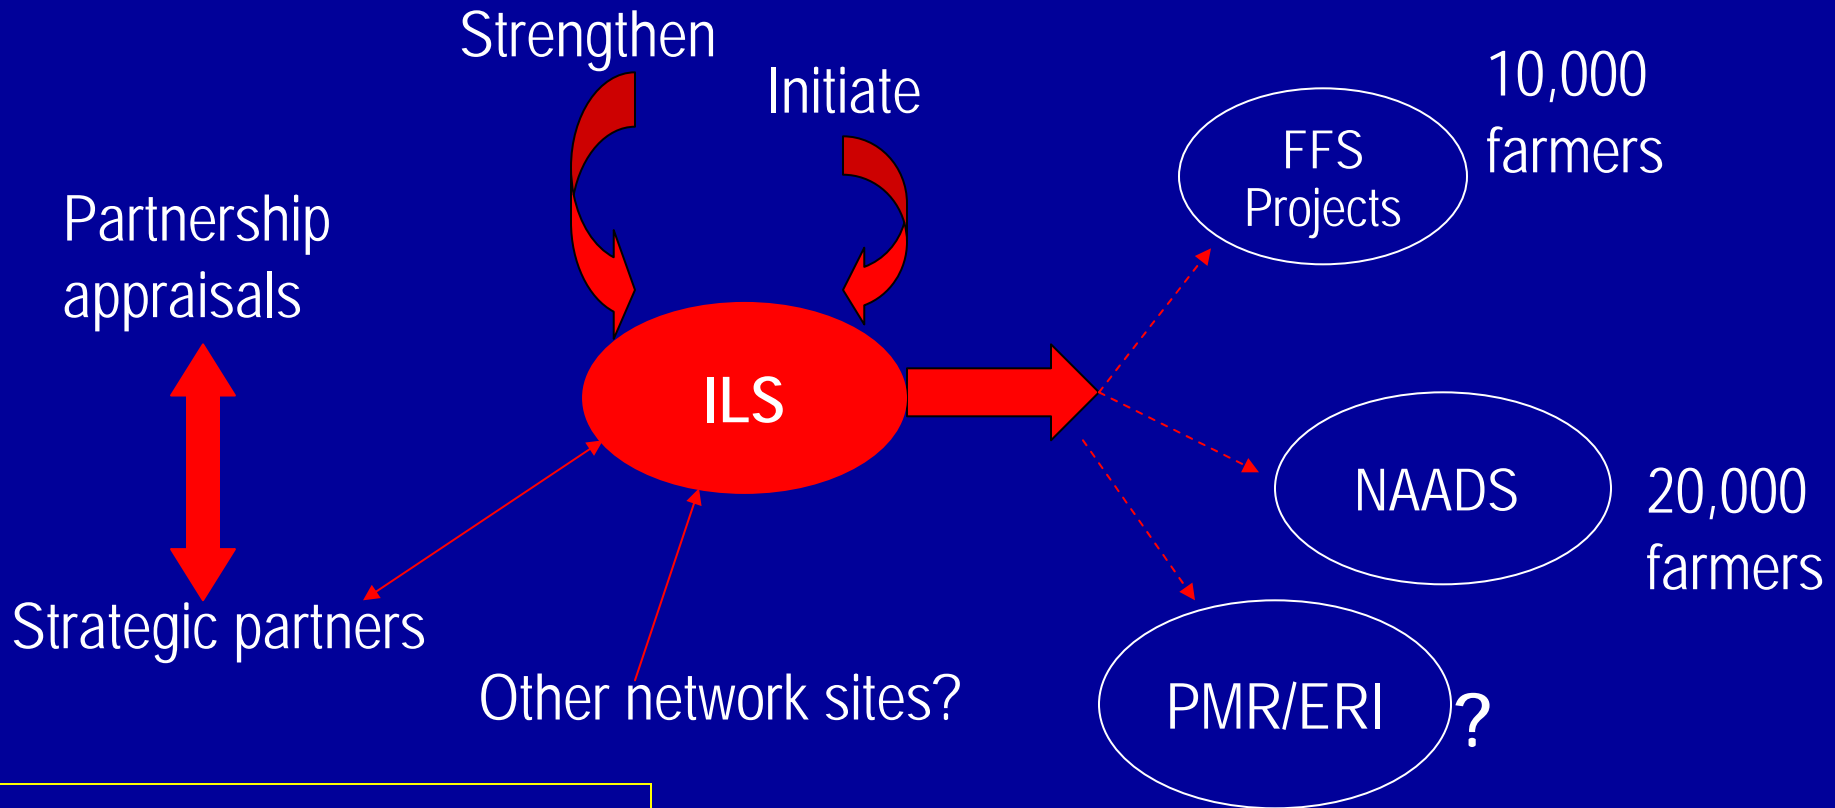 Strengthen
Initiate
10,000
farmers
FFS
Projects
Partnership
appraisals
ILS
NAADS
20,000
farmers
Strategic partners
Other network sites?
PMR/ERI
?